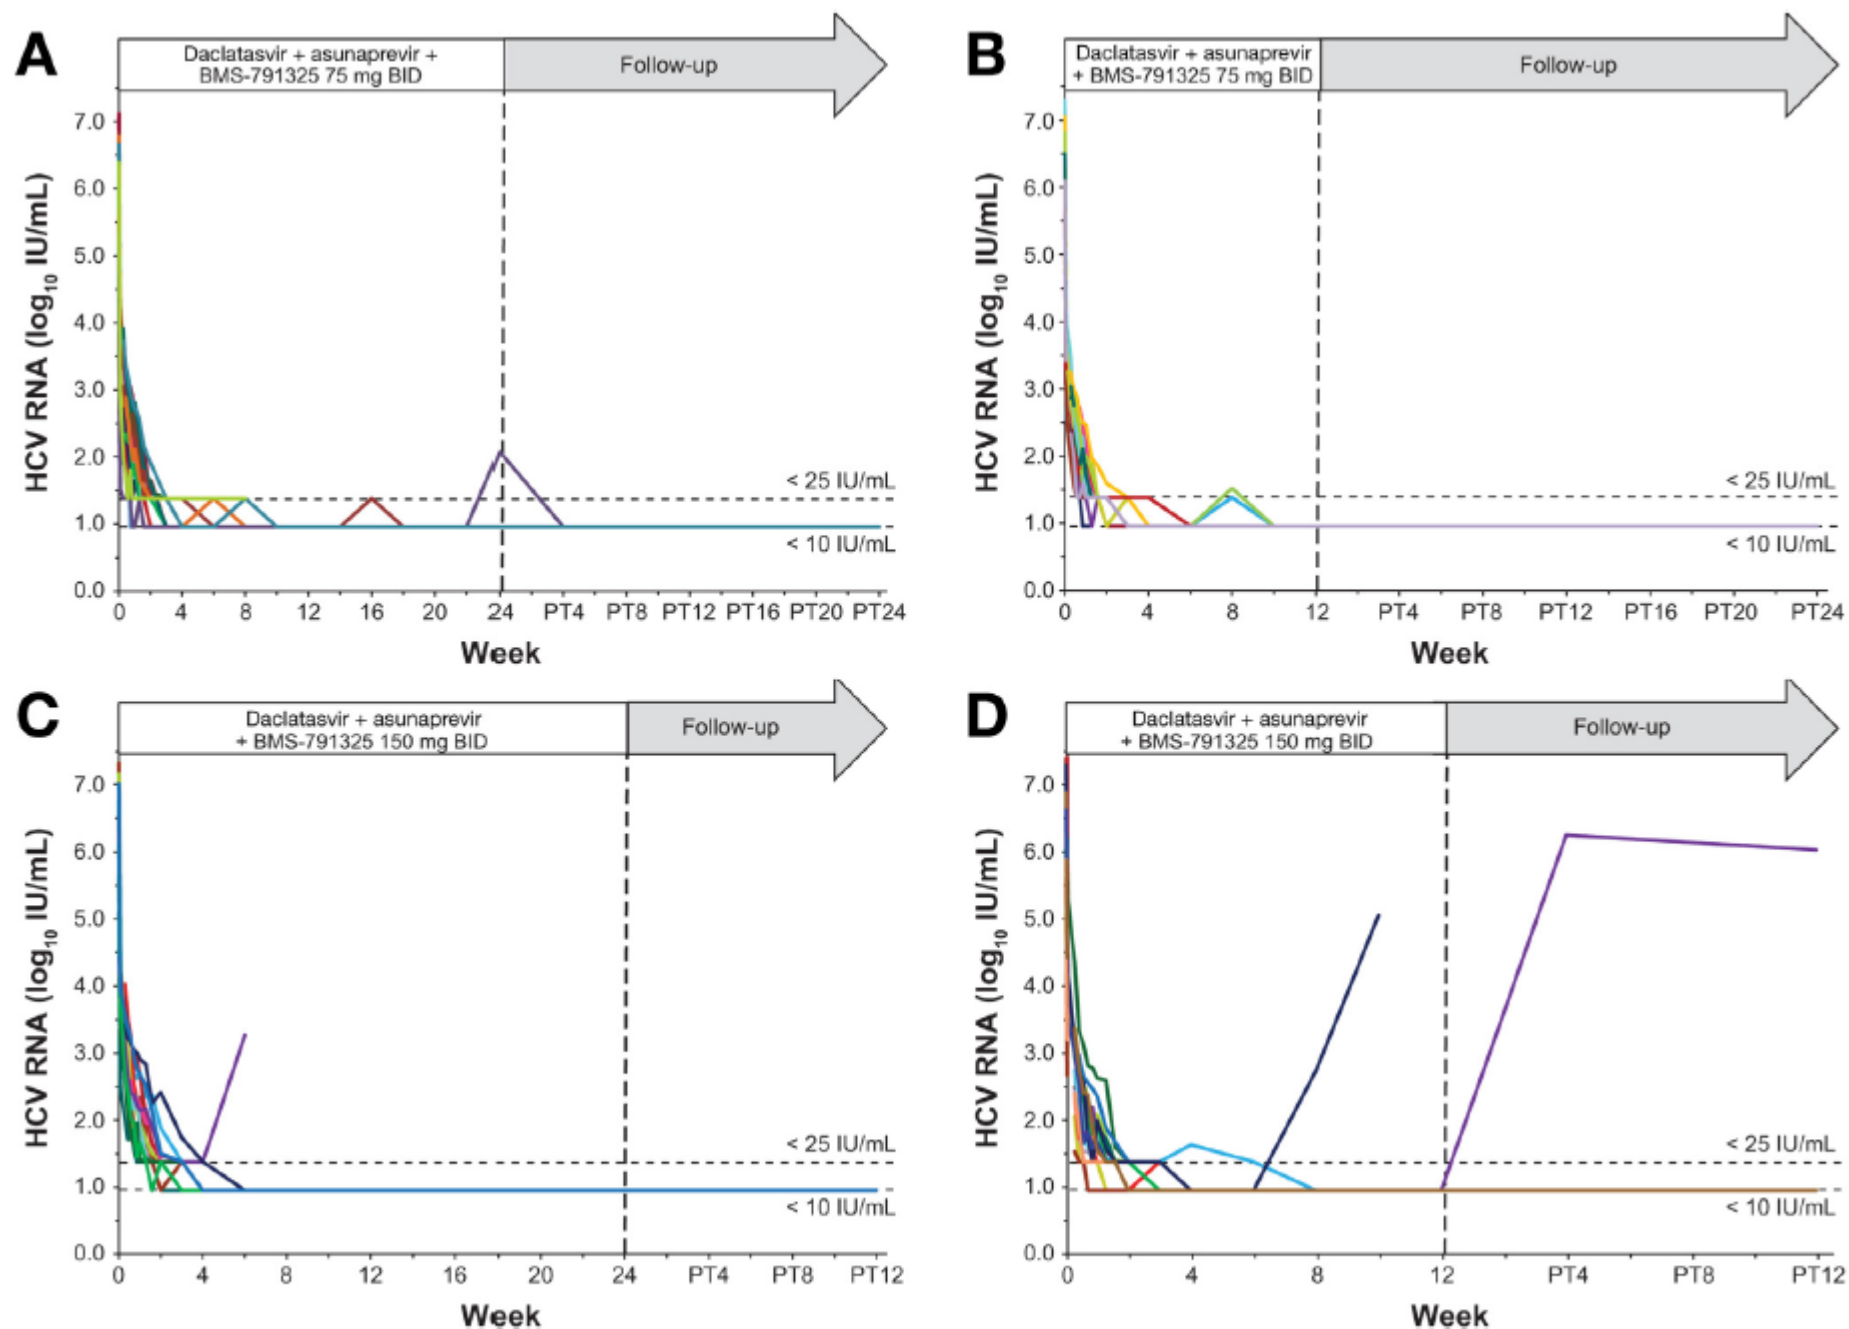 A
Daclatasvir + asunaprevir +
BMS-791325 75 mg BID
Follow-up
HCV RNA (log10 IU/mL)
7.0
6.0
5.0
4.0
3.0
2.0
1.0
0.0
< 25 IU/mL
< 10 IU/mL
0 4 8 12 16 20 24 PT4 PT8 PT12 PT16 PT20 PT24
Week
B
Daclatasvir + asunaprevir
+ BMS-791325 75 mg BID
Follow-up
HCV RNA (log10 IU/mL)
7.0
6.0
5.0
4.0
3.0
2.0
1.0
0.0
< 25 IU/mL
< 10 IU/mL
0 4 8 12 PT4 PT8 PT12 PT16 PT20 PT24
Week
C
Daclatasvir + asunaprevir
+ BMS-791325 150 mg BID
Follow-up
HCV RNA (log10 IU/mL)
7.0
6.0
5.0
4.0
3.0
2.0
1.0
0.0
< 25 IU/mL
< 10 IU/mL
0 4 8 12 16 20 24 PT4 PT8 PT12
Week
D
Daclatasvir + asunaprevir
+ BMS-791325 150 mg BID
Follow-up
HCV RNA (log10 IU/mL)
7.0
6.0
5.0
4.0
3.0
2.0
1.0
0.0
< 25 IU/mL
< 10 IU/mL
0 4 8 12 PT4 PT8 PT12
Week